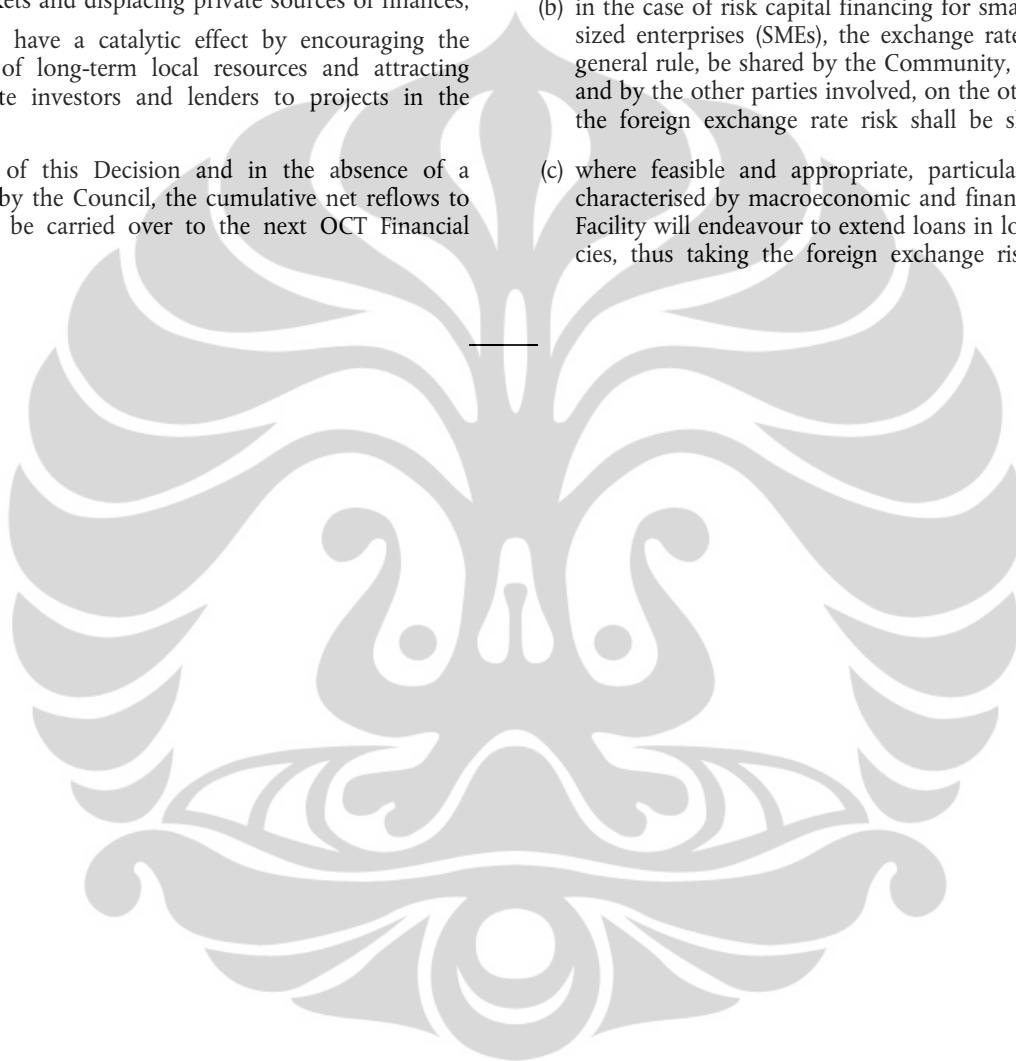 kets and displacing private sources of finances,
have a catalytic effect by encouraging the
of long-term local resources and attracting
te investors and lenders to projects in the
of this Decision and in the absence of a
by the Council, the cumulative net reflows to
be carried over to the next OCT Financial
(b) in the case of risk capital financing for sma
sized enterprises (SMEs), the exchange rate
general rule, be shared by the Community,
and by the other parties involved, on the ot
the foreign exchange rate risk shall be s
(c) where feasible and appropriate, particula
characterised by macroeconomic and finan
Facility will endeavour to extend loans in lo
cies, thus taking the foreign exchange ris